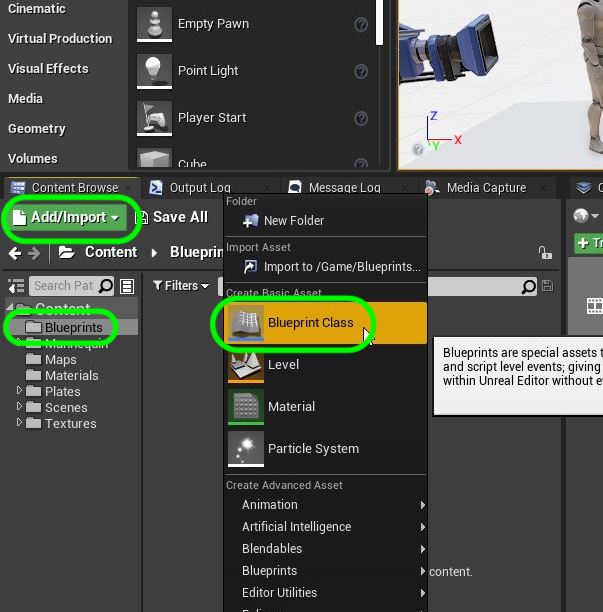 Cinematic
Virtual Production
Visual Effects
Media
Geometry
Volumes
Empty Pawn
Point Light
Player Start
Cube
Z
X
Y
Content Browse
Output Log
Message Log
Media Capture
Add/Import
Save All
Content
Blueprin
Filters
Search Pat
Content
Blueprints
Mannequin
Maps
Materials
Plates
Scenes
Textures
Folder
New Folder
Import Asset
Import to /Game/Blueprints...
Create Basic Asset
Blueprint Class
Level
Material
Particle System
Create Advanced Asset
Animation
Artificial Intelligence
Blendables
Blueprints
Editor Utilities
Blueprints are special assets t
and script level events; giving
within Unreal Editor without e
content.
C
Tr